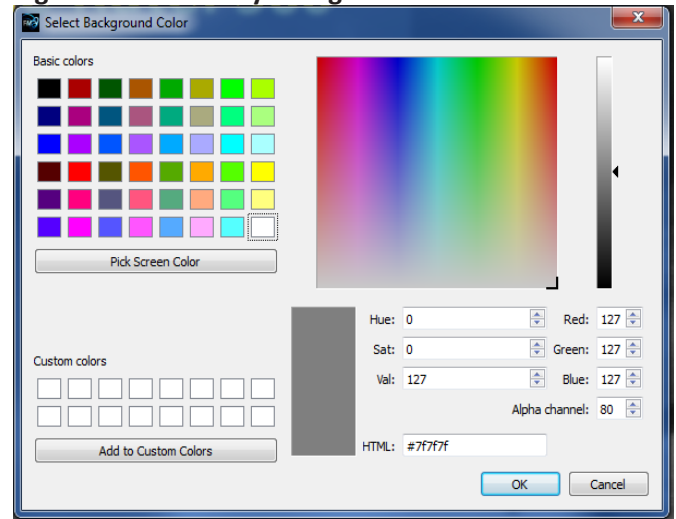 Select Background Color
Basic colors
Pick Screen Color
Hue: 0
Red: 127
Sat: 0
Green: 127
Val: 127
Blue: 127
Alpha channel: 80
HTML: #7f7f7f
Custom colors
Add to Custom Colors
OK
Cancel